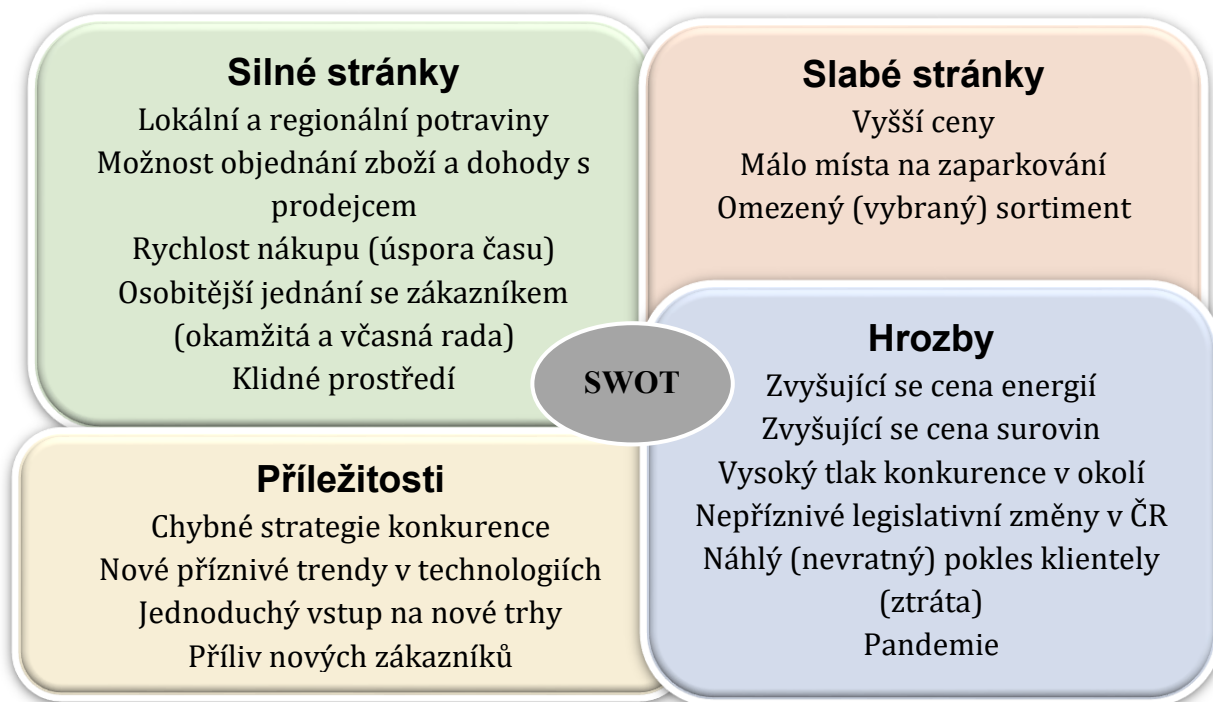 Silné stránky
Lokální a regionální potraviny
Možnost objednání zboží a dohody s
prodejcem
Rychlost nákupu (úspora času)
Osobitější jednání se zákazníkem
(okamžitá a včasná rada)
Klidné prostředí
Slabé stránky
Vyšší ceny
Málo místa na zaparkování
Omezený (vybraný) sortiment
SWOT
Příležitosti
Chybné strategie konkurence
Nové příznivé trendy v technologiích
Jednoduchý vstup na nové trhy
Příliv nových zákazníků
Hrozby
Zvyšující se cena energií
Zvyšující se cena surovin
Vysoký tlak konkurence v okolí
Nepříznivé legislativní změny v ČR
Náhlý (nevratný) pokles klientely
(ztráta)
Pandemie